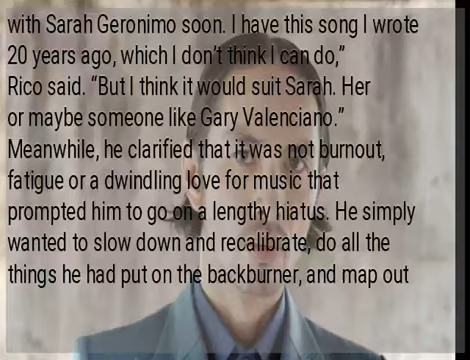 with Sarah Geronimo soon. I have this song I wrote
20 years ago, which I don't think I can do,”
Rico said. “But I think it would suit Sarah. Her
or maybe someone like Gary Valenciano.”
Meanwhile, he clarified that it was not burnout,
fatigue or a dwindling love for music that
prompted him to go on a lengthy hiatus. He simply
wanted to slow down and recalibrate, do all the
things he had put on the backburner, and map out